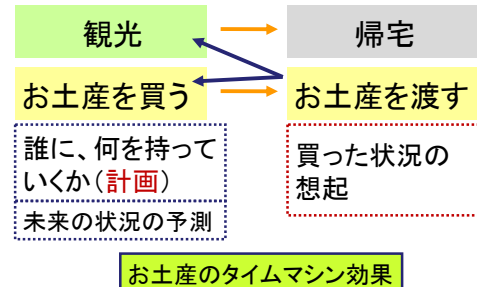 観光
帰宅
お土産を買う
お土産を渡す
誰に、何を持って
いくか（計画）
未来の状況の予測
買った状況の
想起
お土産のタイムマシン効果